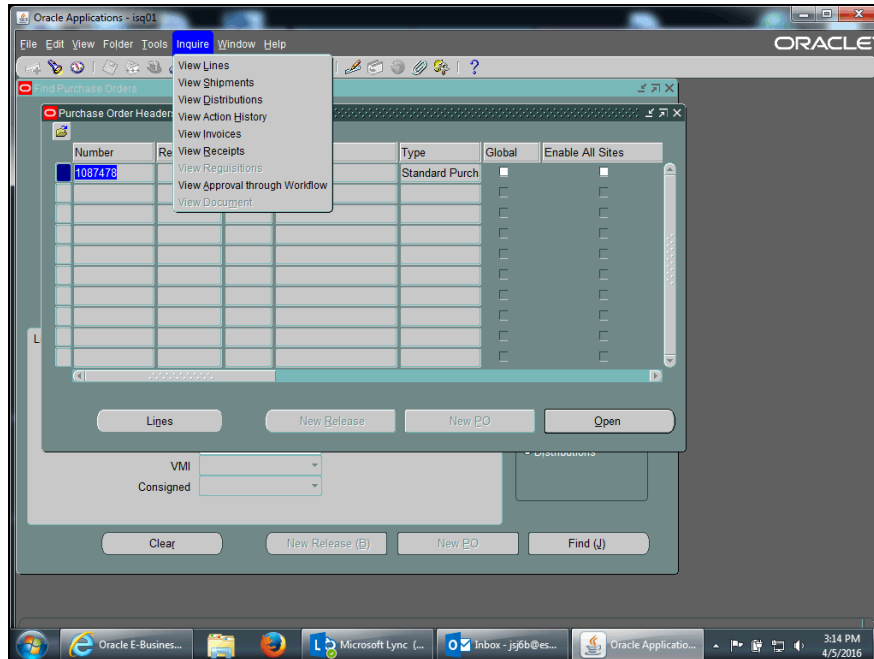 Oracle Applications - isq01
File Edit View Folder Tools Inquire Window Help
ORACLE
View Lines
View Shipments
View Distributions
View Action History
View Invoices
View Receipts
View Requisitions
View Approval through Workflow
View Document
Find Purchase Orders
Purchase Order Headers
Number Re Type Global Enable All Sites
1087478 Standard Purch
L
Lines New Release New PO Open
Distributions
VMI
Consigned
Clear New Release (B) New PO Find (J)
Oracle E-Busines... Microsoft Lync (... Inbox - jsj6b@es... Oracle Applicatio... 3:14 PM
4/5/2016